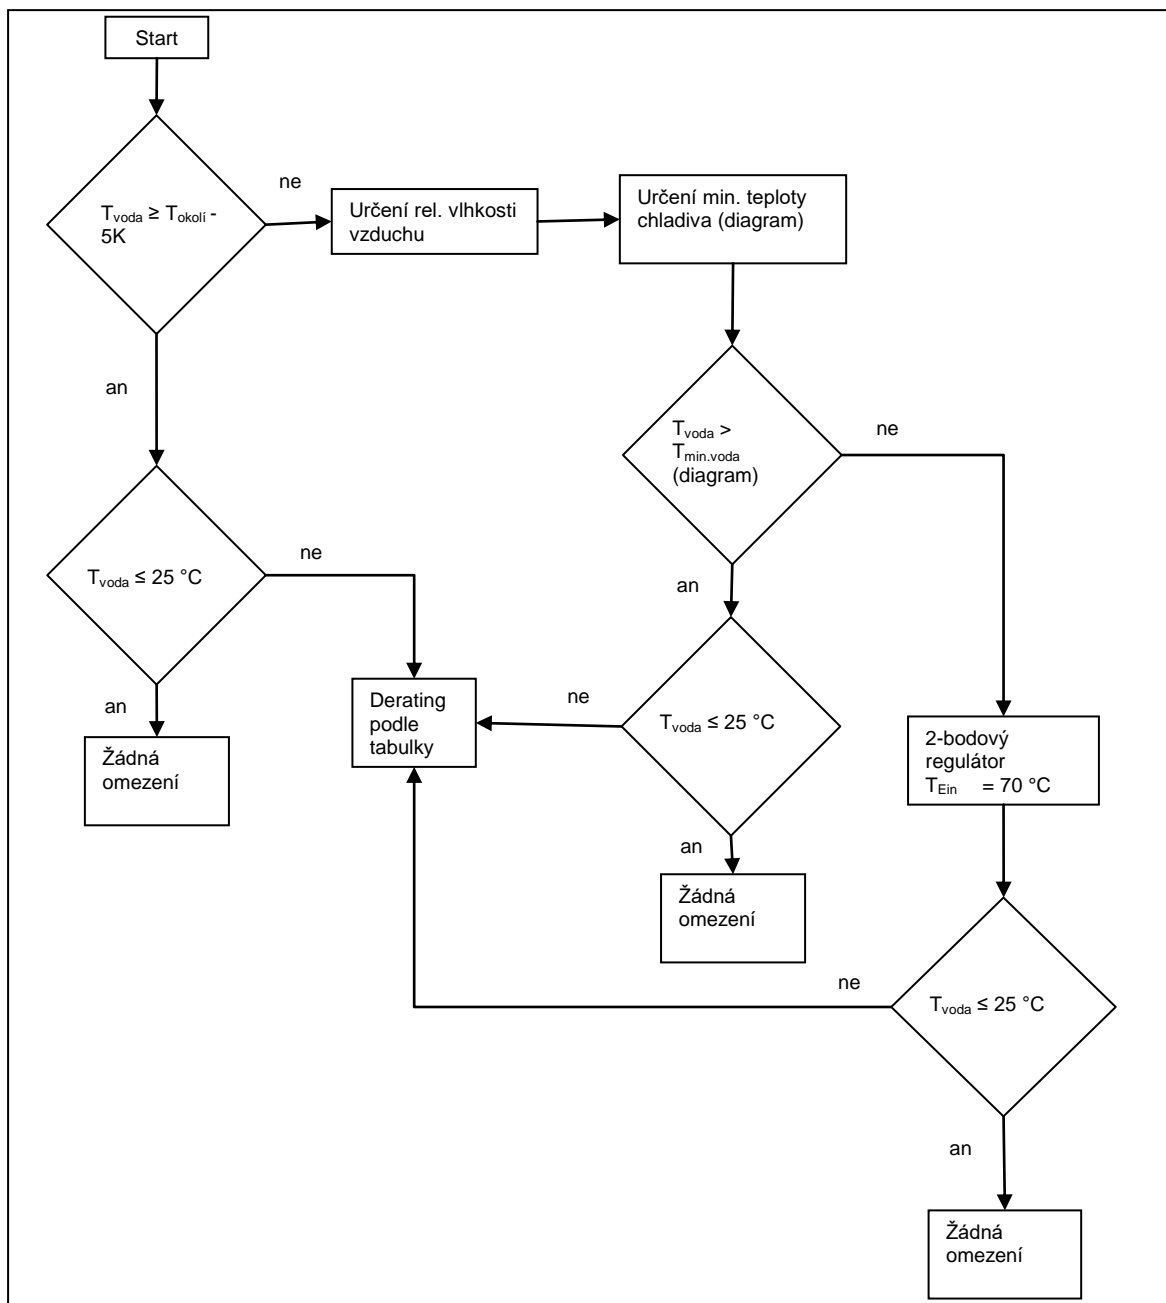 Start
ne
T_voda ≥ T_okolí -
5K
Určení rel. vlhkosti
vzduchu
Určení min. teploty
chladiva (diagram)
an
T_voda >
T_min.voda
(diagram)
ne
ne
T_voda ≤ 25 °C
an
an
Žádná
omezení
Derating
podle
tabulky
ne
T_voda ≤ 25 °C
2-bodový
regulátor
T_Ein = 70 °C
an
Žádná
omezení
ne
T_voda ≤ 25 °C
an
Žádná
omezení